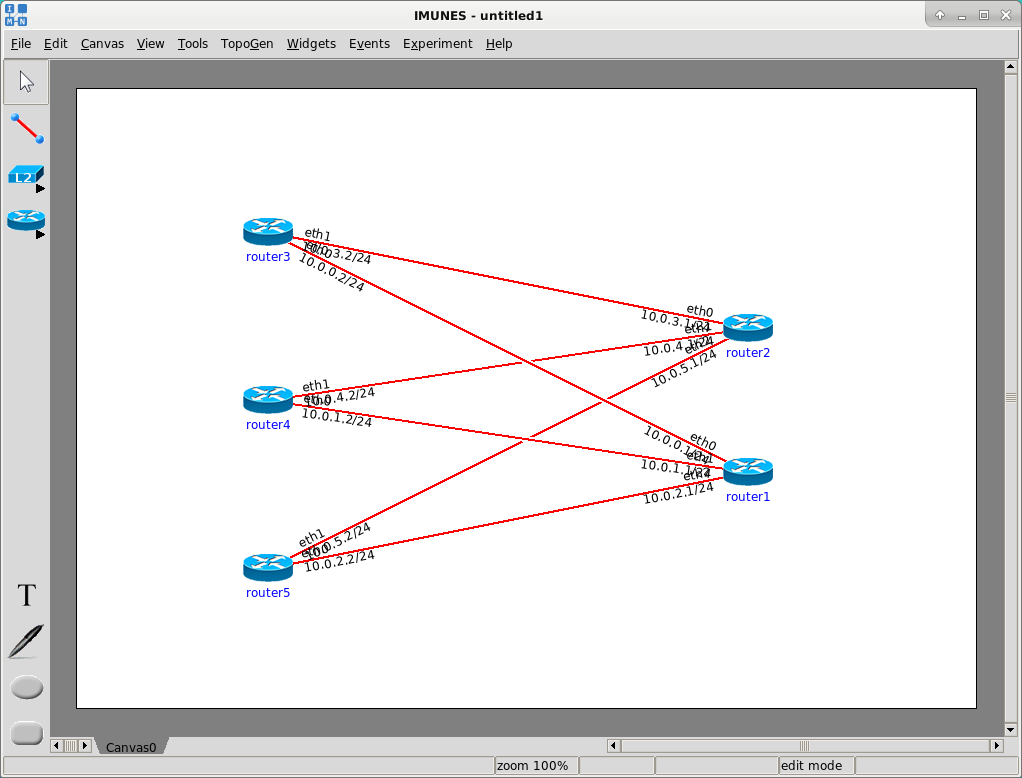 IMUNES - untitled1
File Edit Canvas View Tools TopoGen Widgets Events Experiment Help
L2
T
eth1
10.0.3.2/24
eth0
10.0.0.2/24
router3
eth0
10.0.3.1/24
eth1
10.0.4.1/24
eth2
10.0.5.1/24
router2
eth1
10.0.4.2/24
eth0
10.0.1.2/24
router4
10.0.0.1/24
eth0
eth1
10.0.1.1/24
10.0.2.1/24
router1
eth1
10.0.5.2/24
eth0
10.0.2.2/24
router5
Canvas0
zoom 100%
edit mode